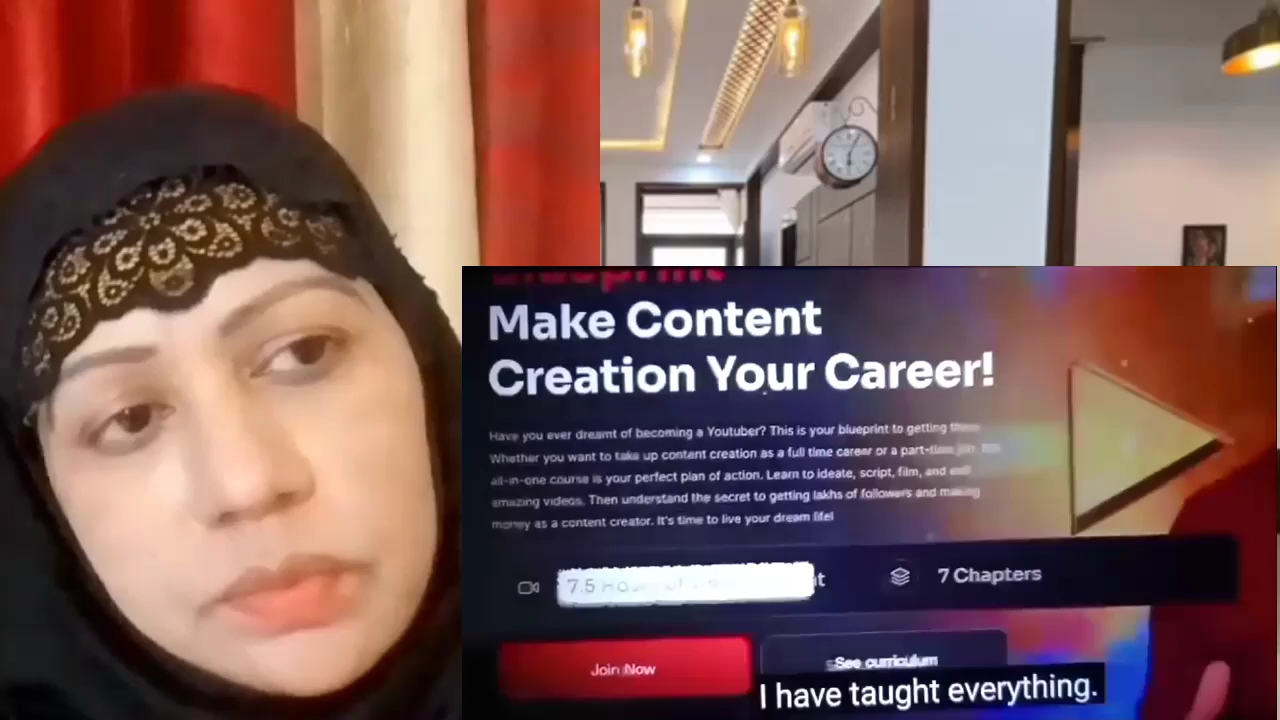 Make Content
Creation Your Career!
Have you ever dreamt of becoming a Youtuber? This is your blueprint to getting
Whether you want to take up content creation as a full time career or a part-time
all-in-one course is your perfect plan of action. Learn to ideate, script, film, and edit
amazing videos. Then understand the secret to getting lakhs of followers and making
money as a content creator. It's time to live your dream life!
7.5
7 Chapters
Join Now
See curriculum
I have taught everything.